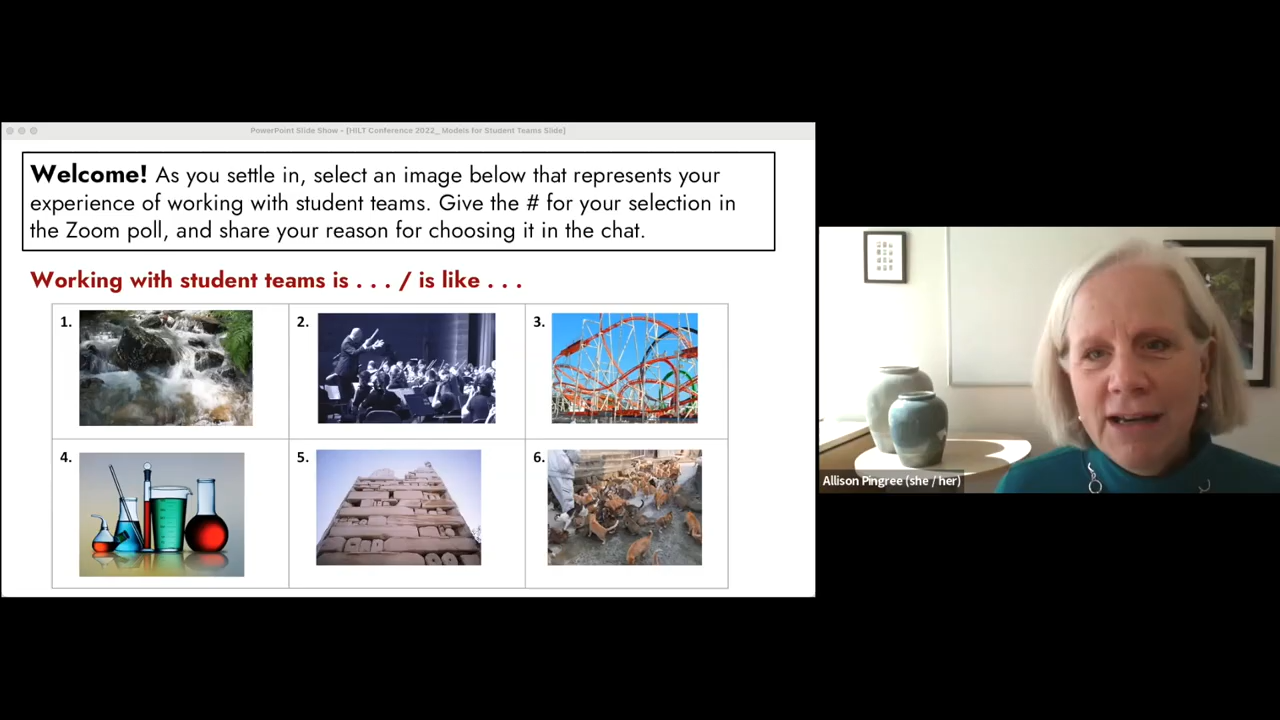 PowerPoint Slide Show - [HILT Conference 2022_ Models for Student Teams Slide]
Welcome! As you settle in, select an image below that represents your
experience of working with student teams. Give the # for your selection in
the Zoom poll, and share your reason for choosing it in the chat.
Working with student teams is . . . / is like . . .
1.
2.
3.
4.
5.
6.
Allison Pingree (she / her)